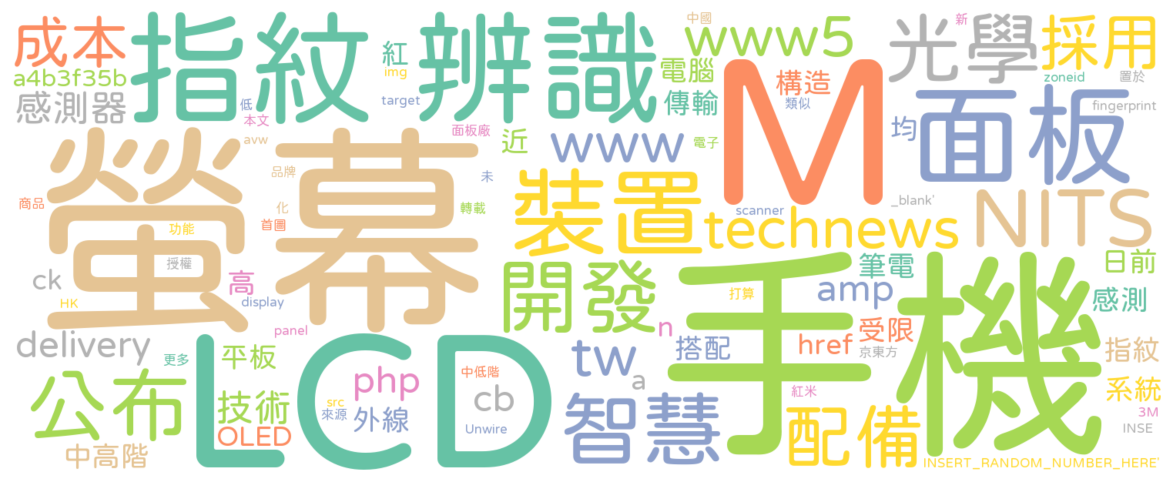 成本
指紋
辨識
紅
img
中國
www5
光學
新
採用
a4b3f35b
感測器
低
本文
target
電腦
傳輸
M
構造
類似
zoneid
置於
fingerprint
avw
面板廠
近
www
電子
均
面板
螢幕
品牌
未
裝置
_blank'
NITS
商品
化
首圖
轉載
scanner
technews
功能
授權
ck
高
HK
display
開發
手機
筆電
日前
打算
amp
感測
delivery
panel
n
更多
平板
LCD
tw
a
搭配
href
受限
京東方
指紋
公布
技術
OLED
src
來源
php
外線
中低階
cb
Unwire
智慧
紅米
配備
系統
3M
INSE
中高階
INSERT_RANDOM_NUMBER_HERE'